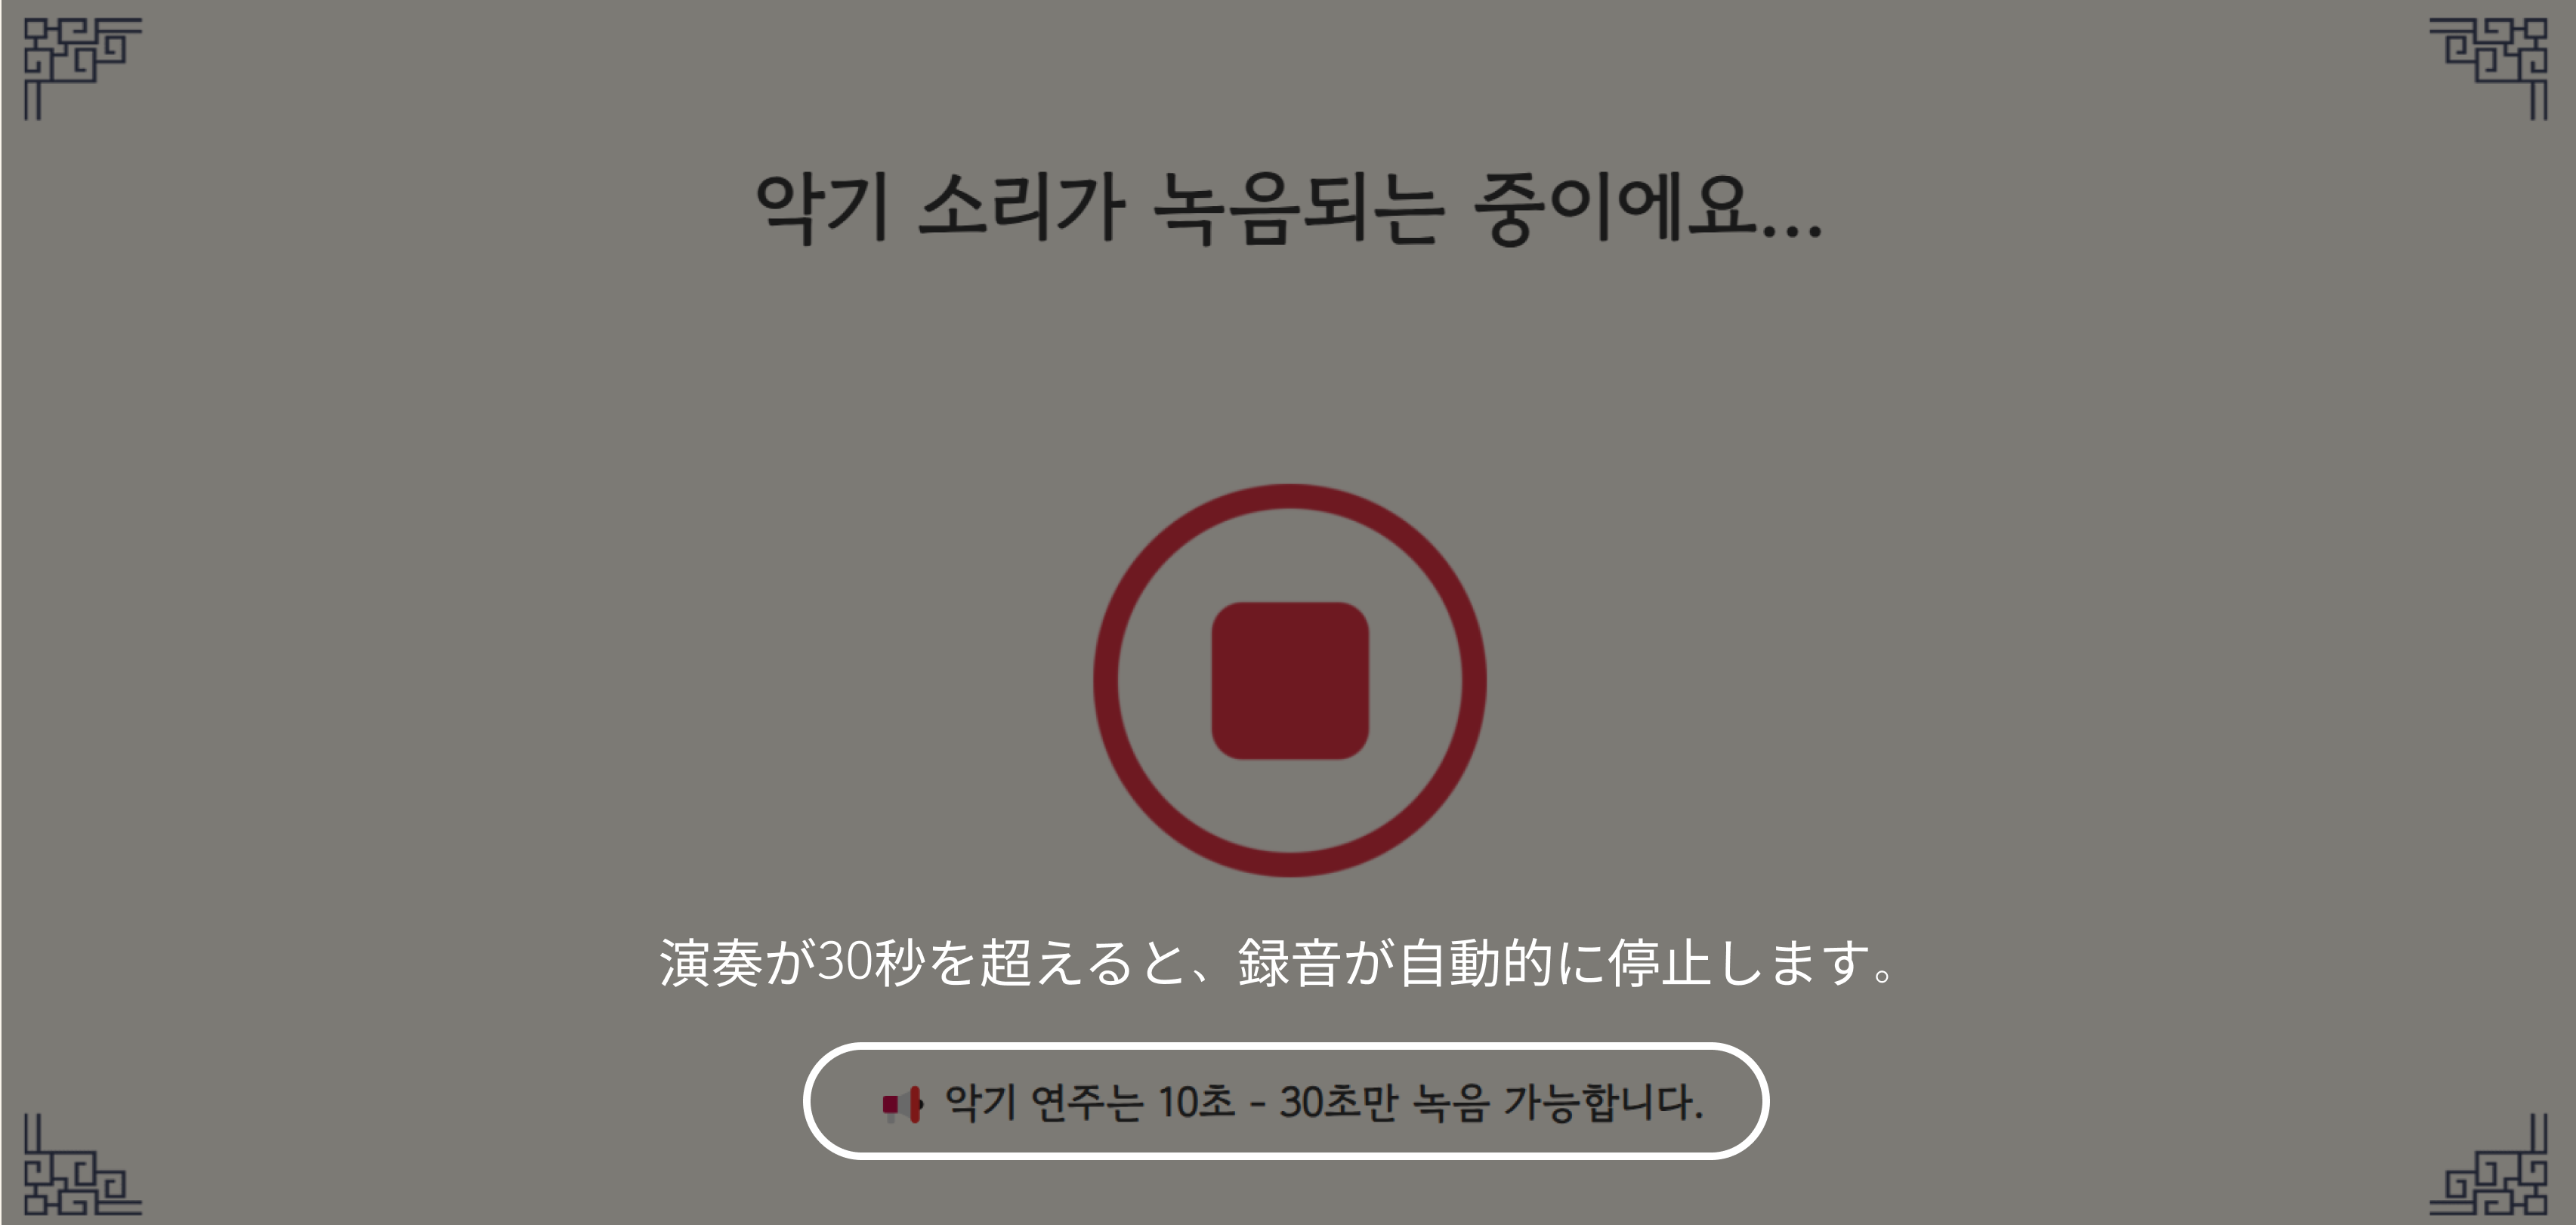 악기 소리가 녹음되는 중이에요...
演奏が30秒を超えると、録音が自動的に停止します。
악기 연주는 10초 - 30초만 녹음 가능합니다.